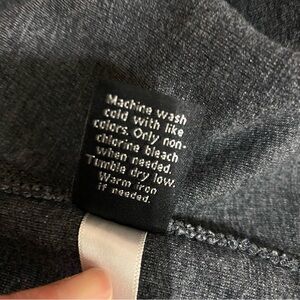 Machine wash
cold with like
colors. Only non-
chlorine bleach
when needed.
Tumble dry low.
Warm iron
if needed.